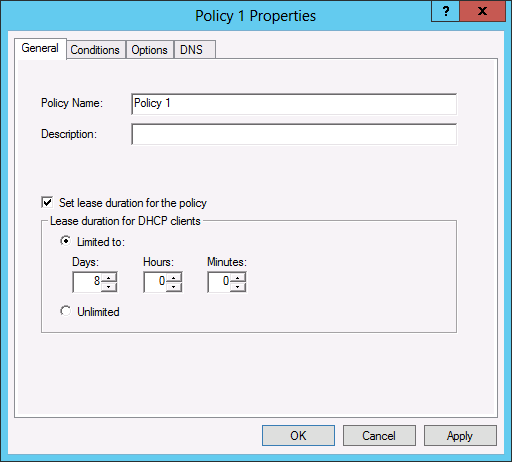 Policy 1 Properties
? X
General Conditions Options DNS
Policy Name: Policy 1
Description:
Set lease duration for the policy
Lease duration for DHCP clients
Limited to:
Days: Hours: Minutes:
8 0 0
Unlimited
OK Cancel Apply